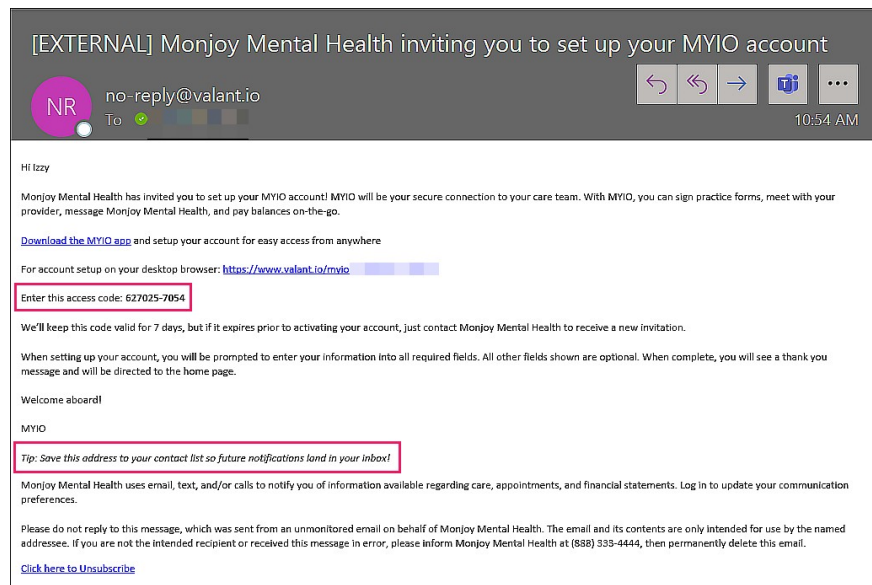 [EXTERNAL] Monjoy Mental Health inviting you to set up your MYIO account
NR
no-reply@valant.io
To
10:54 AM
Hi Izzy
Monjoy Mental Health has invited you to set up your MYIO account! MYIO will be your secure connection to your care team. With MYIO, you can sign practice forms, meet with your
provider, message Monjoy Mental Health, and pay balances on-the-go.
Download the MYIO app and setup your account for easy access from anywhere
For account setup on your desktop browser: https://www.valant.io/myio
Enter this access code: 627025-7054
We'll keep this code valid for 7 days, but if it expires prior to activating your account, just contact Monjoy Mental Health to receive a new invitation.
When setting up your account, you will be prompted to enter your information into all required fields. All other fields shown are optional. When complete, you will see a thank you
message and will be directed to the home page.
Welcome aboard!
MYIO
Tip: Save this address to your contact list so future notifications land in your inbox!
Monjoy Mental Health uses email, text, and/or calls to notify you of information available regarding care, appointments, and financial statements. Log in to update your communication
preferences.
Please do not reply to this message, which was sent from an unmonitored email on behalf of Monjoy Mental Health. The email and its contents are only intended for use by the named
addressee. If you are not the intended recipient or received this message in error, please inform Monjoy Mental Health at (888) 333-4444, then permanently delete this email.
Click here to Unsubscribe